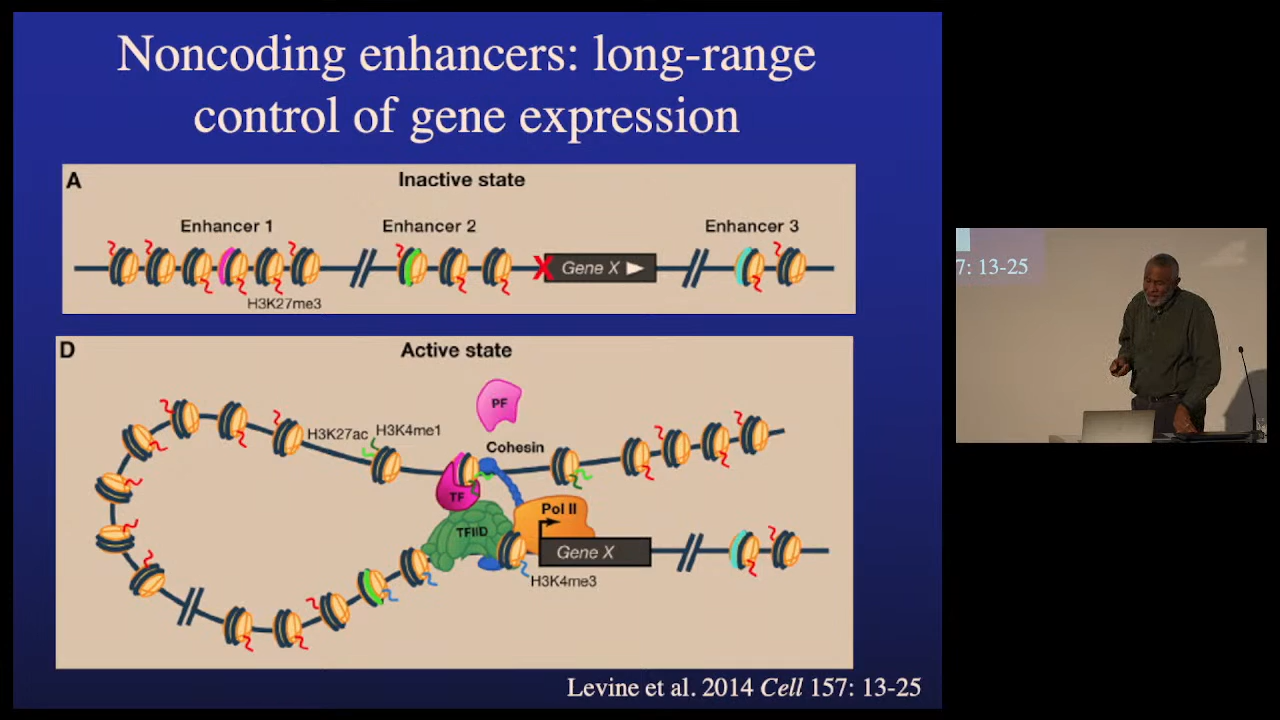 Noncoding enhancers: long-range
control of gene expression
A
Inactive state
Enhancer 1
Enhancer 2
Enhancer 3
X
Gene X
H3K27me3
D
Active state
PF
H3K27ac
H3K4me1
Cohesin
TF
Pol II
TFIID
Gene X
H3K4me3
Levine et al. 2014 Cell 157: 13-25
7: 13-25